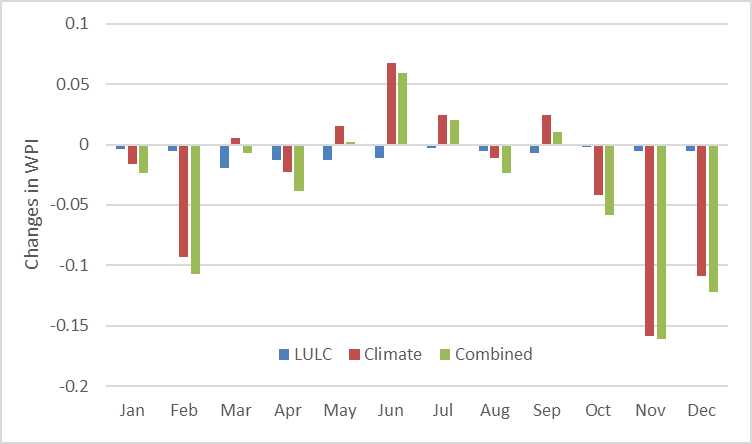 0.1
0.05
0
-0.05
-0.1
-0.15
-0.2
Changes in WPI
LULC Climate Combined
Jan Feb Mar Apr May Jun Jul Aug Sep Oct Nov Dec